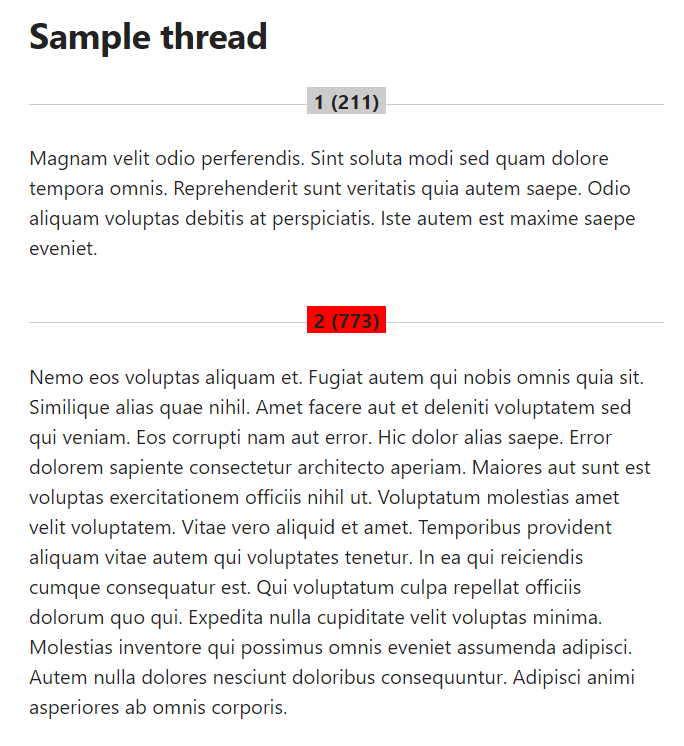 Sample thread
1 (211)
Magnam velit odio perferendis. Sint soluta modi sed quam dolore
tempora omnis. Reprehenderit sunt veritatis quia autem saepe. Odio
aliquam voluptas debitis at perspiciatis. Iste autem est maxime saepe
eveniet.
2 (773)
Nemo eos voluptas aliquam et. Fugiat autem qui nobis omnis quia sit.
Similique alias quae nihil. Amet facere aut et deleniti voluptatem sed
qui veniam. Eos corrupti nam aut error. Hic dolor alias saepe. Error
dolorem sapiente consectetur architecto aperiam. Maiores aut sunt est
voluptas exercitationem officiis nihil ut. Voluptatum molestias amet
velit voluptatem. Vitae vero aliquid et amet. Temporibus provident
aliquam vitae autem qui voluptates tenetur. In ea qui reiciendis
cumque consequatur est. Qui voluptatum culpa repellat officiis
dolorum quo qui. Expedita nulla cupiditate velit voluptas minima.
Molestias inventore qui possimus omnis eveniet assumenda adipisci.
Autem nulla dolores nesciunt doloribus consequuntur. Adipisci animi
asperiores ab omnis corporis.